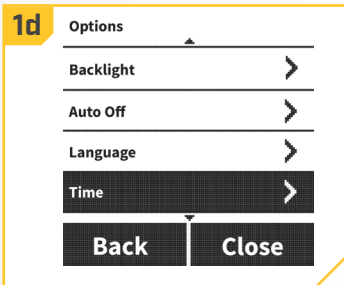 1d
Options
Backlight
Auto Off
Language
Time
Back Close